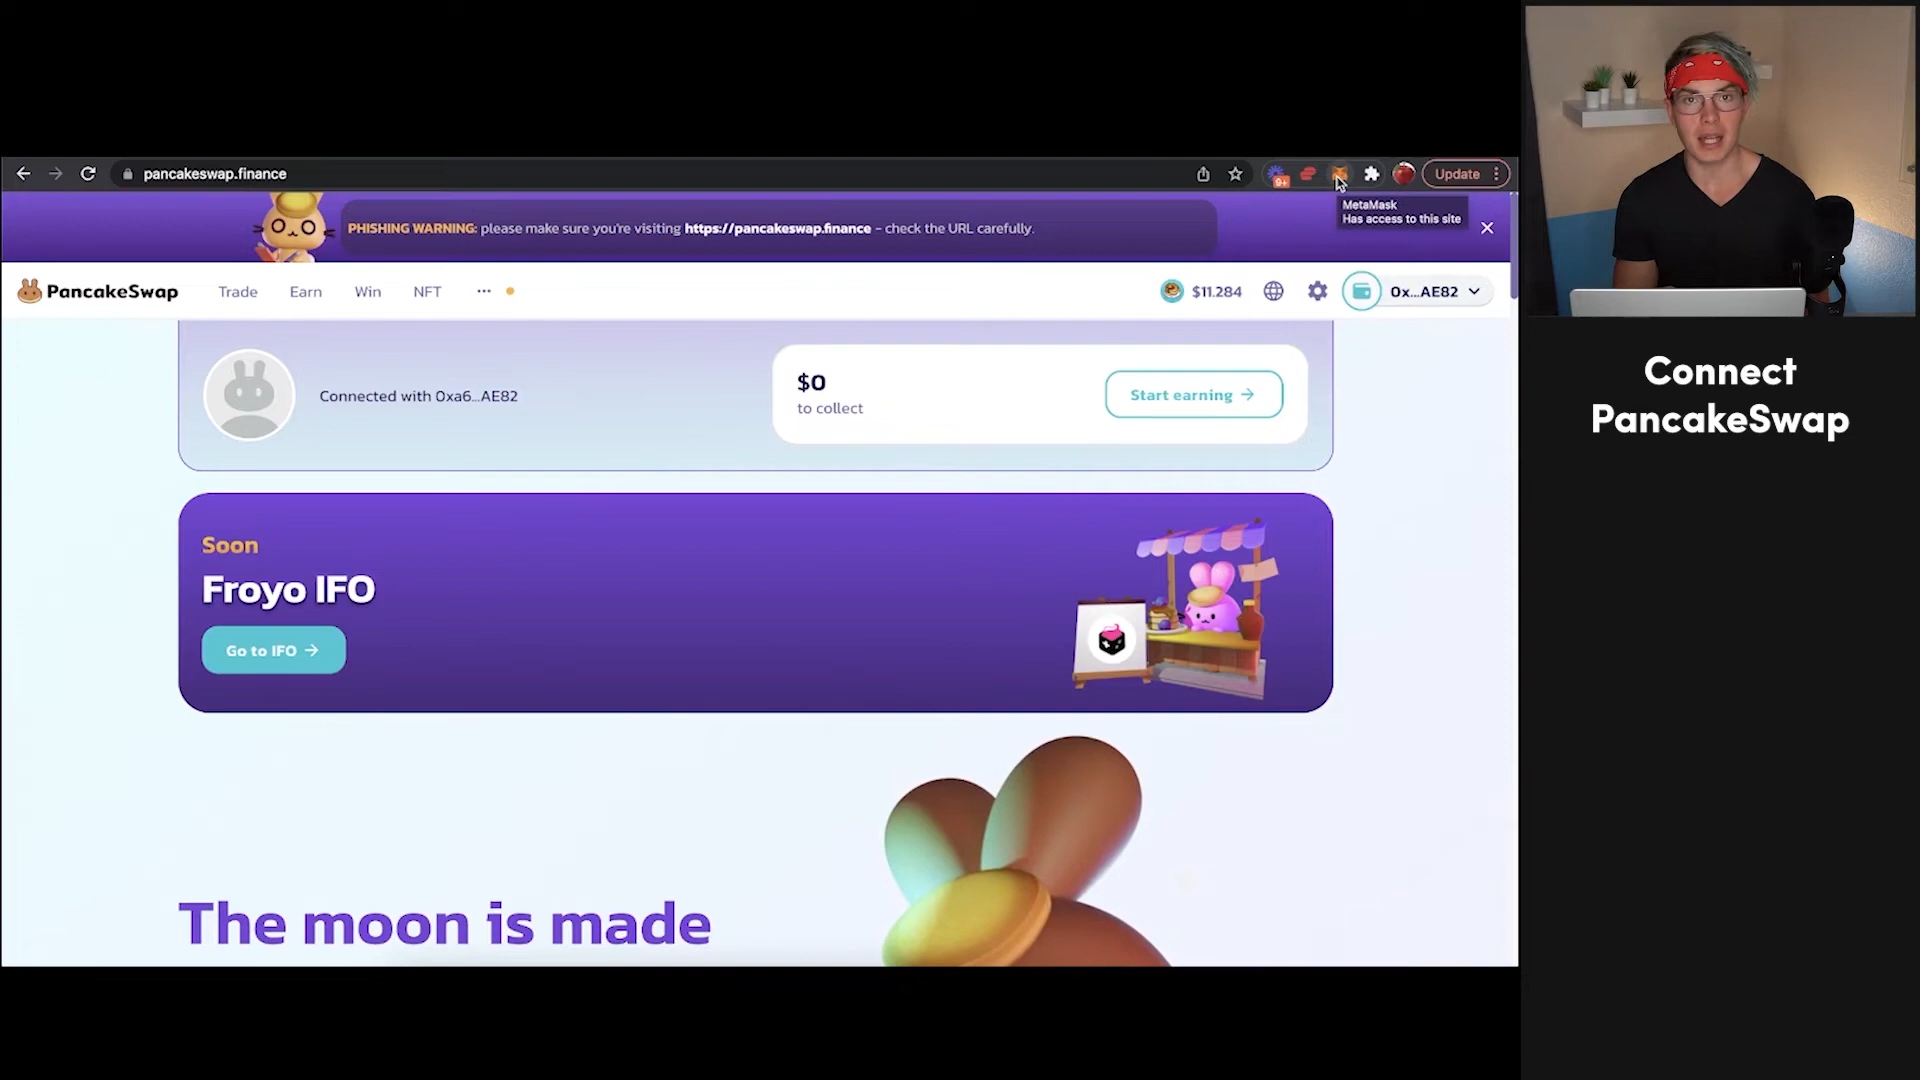 pancakeswap.finance
9+
Update
MetaMask
Has access to this site
PHISHING WARNING: please make sure you're visiting https://pancakeswap.finance - check the URL carefully.
PancakeSwap
Trade
Earn
Win
NFT
$11.284
0x...AE82
Connected with 0xa6...AE82
$0
to collect
Start earning
Soon
Froyo IFO
Go to IFO
The moon is made
Connect
PancakeSwap